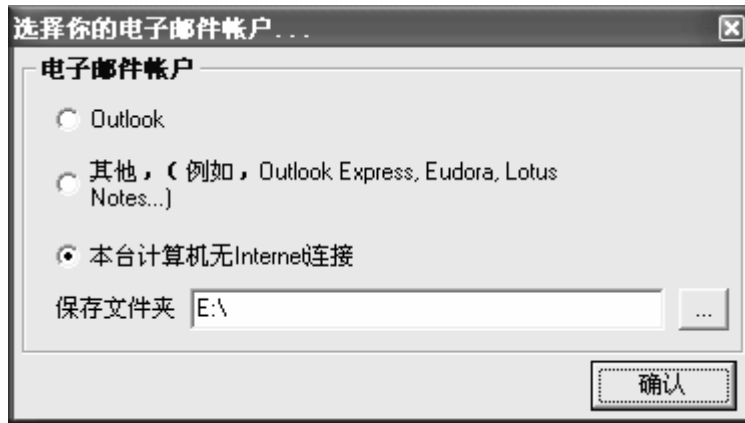 选择你的电子邮件帐户...
电子邮件帐户
Outlook
其他，（例如，Outlook Express, Eudora, Lotus
Notes...)
本台计算机无Internet连接
保存文件夹 E:\ ...
确认